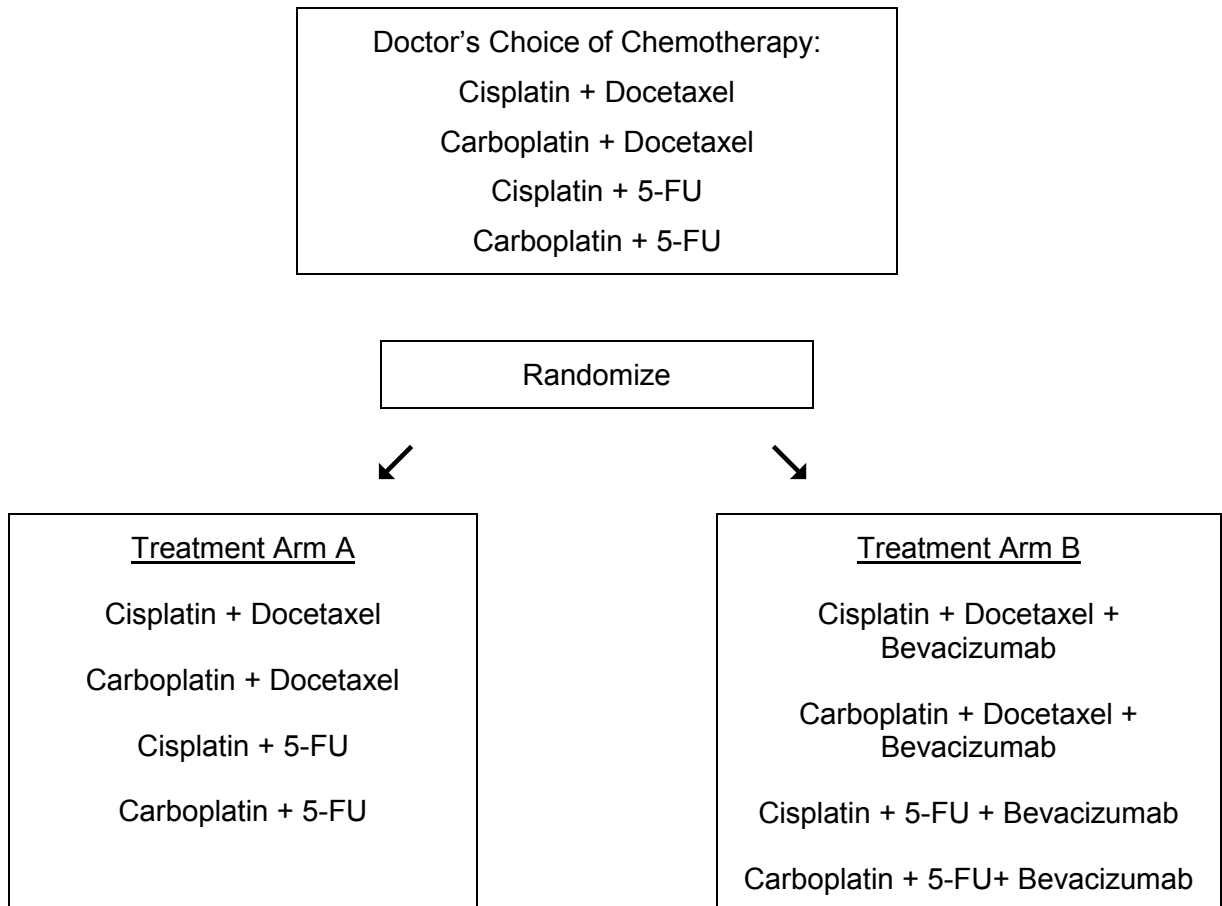 Doctor’s Choice of Chemotherapy:
Cisplatin + Docetaxel
Carboplatin + Docetaxel
Cisplatin + 5-FU
Carboplatin + 5-FU
Randomize
Treatment Arm A
Cisplatin + Docetaxel
Carboplatin + Docetaxel
Cisplatin + 5-FU
Carboplatin + 5-FU
Treatment Arm B
Cisplatin + Docetaxel +
Bevacizumab
Carboplatin + Docetaxel +
Bevacizumab
Cisplatin + 5-FU + Bevacizumab
Carboplatin + 5-FU+ Bevacizumab